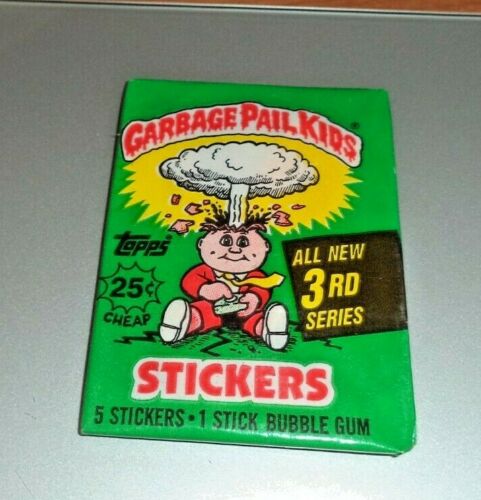 GARBAGE PAIL KIDS®
topps®
25¢
CHEAP
ALL NEW
3RD
SERIES
STICKERS
5 STICKERS • 1 STICK BUBBLE GUM